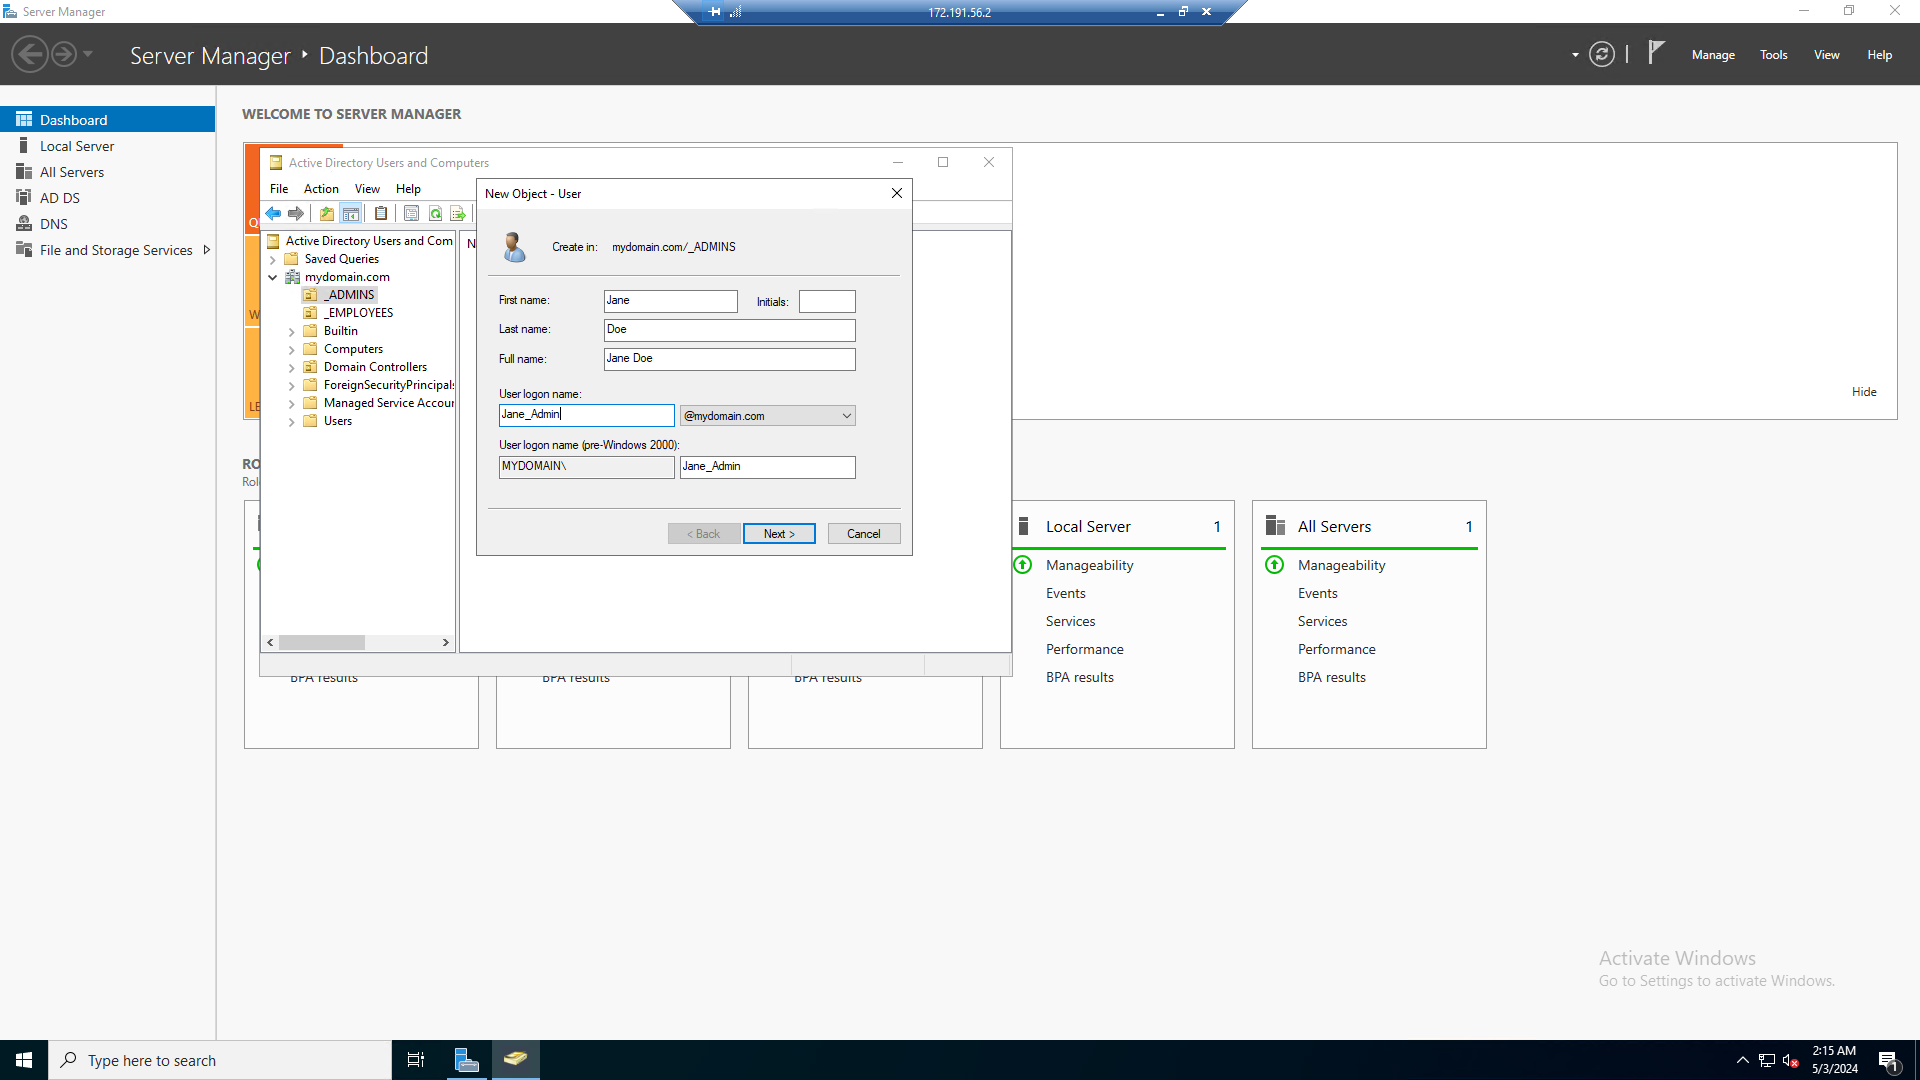 Server Manager
172.191.56.2
Server Manager
Dashboard
Manage
Tools
View
Help
Dashboard
Local Server
All Servers
AD DS
DNS
File and Storage Services
WELCOME TO SERVER MANAGER
Active Directory Users and Computers
File
Action
View
Help
Active Directory Users and Com
Saved Queries
mydomain.com
_ADMINS
_EMPLOYEES
Builtin
Computers
Domain Controllers
ForeignSecurityPrincipals
Managed Service Accour
Users
New Object - User
Create in: mydomain.com/_ADMINS
First name: Jane Initials:
Last name: Doe
Full name: Jane Doe
User logon name:
Jane_Admin @mydomain.com
User logon name (pre-Windows 2000):
MYDOMAIN\ Jane_Admin
< Back
Next >
Cancel
Hide
BPA results
BPA results
BPA results
Local Server 1
Manageability
Events
Services
Performance
BPA results
All Servers 1
Manageability
Events
Services
Performance
BPA results
Activate Windows
Go to Settings to activate Windows.
Type here to search
2:15 AM
5/3/2024
1